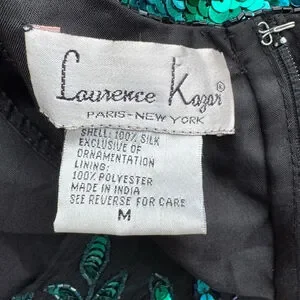 Laurence Kazar®
PARIS-NEW YORK
SHELL: 100% SILK
EXCLUSIVE OF
ORNAMENTATION
LINING:
100% POLYESTER
MADE IN INDIA
SEE REVERSE FOR CARE
M